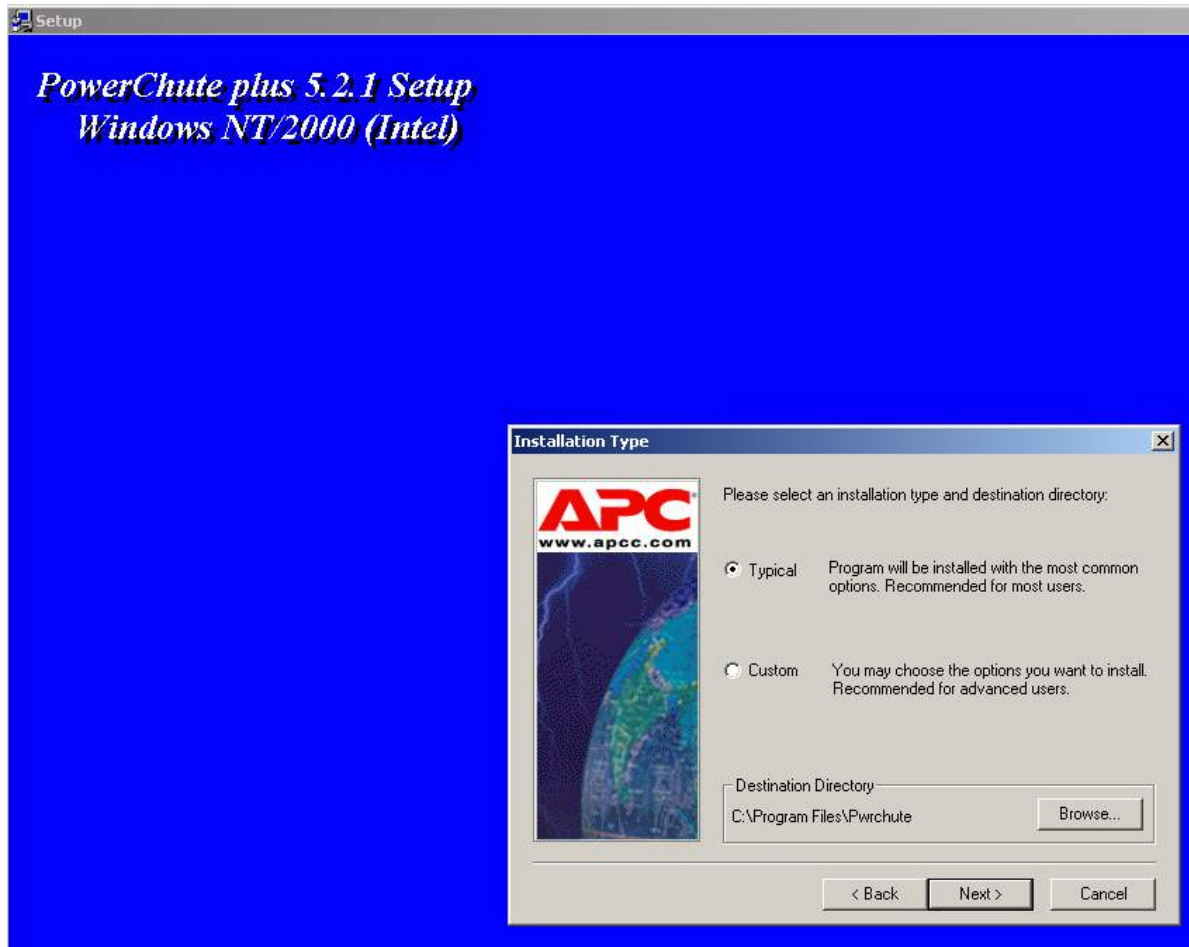 Setup
PowerChute plus 5.2.1 Setup
Windows NT/2000 (Intel)
Installation Type
APC
www.apcc.com
Please select an installation type and destination directory:
Typical
Program will be installed with the most common
options. Recommended for most users.
Custom
You may choose the options you want to install.
Recommended for advanced users.
Destination Directory
C:\Program Files\Pwrchute
Browse...
< Back
Next >
Cancel